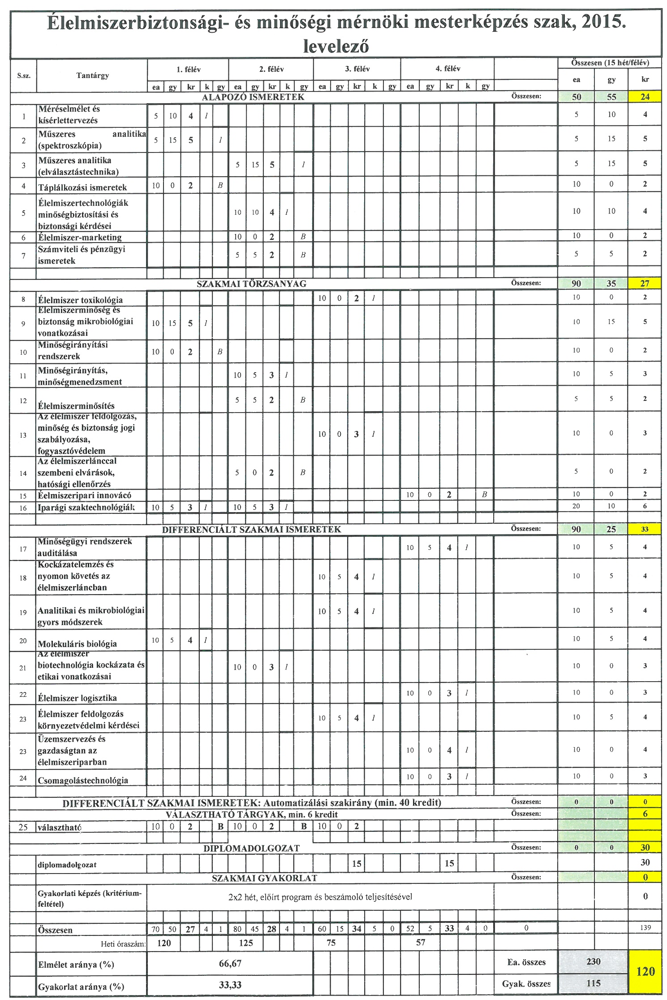 Élelmiszerbiztonsági- és minőségi mérnöki mesterképzés szak, 2015.
levelező
S.sz. Tantárgy 1. félév 2. félév 3. félév 4. félév Összesen (15 hét/félév)
ea gy kr k gy ea gy kr k gy ea gy kr k gy ea gy kr k gy ea gy kr
ALAPOZÓ ISMERETEK Összesen: 50 55 24
1 Méréselmélet és
kísérlettervezés 5 10 4 1 5 10 4
2 Műszeres analitika
(spektroszkópia) 5 15 5 1 5 15 5
3 Műszeres analitika
(elválasztástechnika) 5 15 5 1 5 15 5
4 Táplálkozási ismeretek 10 0 2 B 10 0 2
Élelmiszertechnológiák
5 minőségbiztosítási és 10 10 4 1 10 10 4
biztonsági kérdései
6 Élelmiszer-marketing 10 0 2 B 10 0 2
7 Számviteli és pénzügyi
ismeretek 5 5 2 B 5 5 2
SZAKMAI TÖRZSANYAG Összesen: 90 35 27
8 Élelmiszer toxikológia 10 0 2 1 10 0 2
Élelmiszerminőség és
9 biztonság mikrobiológiai 10 15 5 1 10 15 5
vonatkozásai
10 Minőségirányítási
rendszerek 10 0 2 B 10 0 2
11 Minőségirányítás,
minőségmenedzsment 10 5 3 1 10 5 3
12 Élelmiszerminősítés 5 5 2 B 5 5 2
Az élelmiszer feldolgozás,
minőség és biztonság jogi
13 szabályozása, 10 0 3 1 10 0 3
fogyasztóvédelem
Az élelmiszerlánccal
14 szembeni elvárások, 5 0 2 B 5 0 2
hatósági ellenőrzés
15 Éelmiszeripari innovácó 10 0 2 B 10 0 2
16 Iparági szaktechnológiák 10 5 3 1 10 5 3 1 20 10 6
DIFFERENCIÁLT SZAKMAI ISMERETEK Összesen: 90 25 33
17 Minőségügyi rendszerek
auditálása 10 5 4 1 10 5 4
Kockázatelemzés és
18 nyomon követés az 10 5 4 1 10 5 4
élelmiszerláncban
19 Analitikai és mikrobiológiai 10 5 4 1 10 5 4
gyors módszerek
20 Molekuláris biológia 10 5 4 1 10 5 4
Az élelmiszer
21 biotechnológia kockázata és 10 0 3 1 10 0 3
etikai vonatkozásai
22 Élelmiszer logisztika 10 0 3 1 10 0 3
23 Élelmiszer feldolgozás
környezetvédelmi kérdései 10 5 4 1 10 5 4
Üzemszervezés és
23 gazdaságtan az 10 0 4 1 10 0 4
élelmiszeriparban
24 Csomagolástechnológia 10 0 3 1 10 0 3
DIFFERENCIÁLT SZAKMAI ISMERETEK: Automatizálási szakirány (min. 40 kredit) Összesen: 0 0 0
VÁLASZTHATÓ TÁRGYAK, min. 6 kredit Összesen: 6
25 választható 10 0 2 B 10 0 2 B 10 0 2
DIPLOMADOLGOZAT Összesen: 0 0 30
diplomadolgozat 15 15 30
SZAKMAI GYAKORLAT Összesen: 0
Gyakorlati képzés (kritérium-
feltétel) 2x2 hét, előírt program és beszámoló teljesítésével 0
Összesen 70 50 27 4 1 80 45 28 4 1 60 15 34 5 0 52 5 33 4 0 0 139
Heti óraszám: 120 125 75 57
Elmélet aránya (%) 66,67 Ea. összes 230 120
Gyakorlat aránya (%) 33,33 Gyak. összes 115